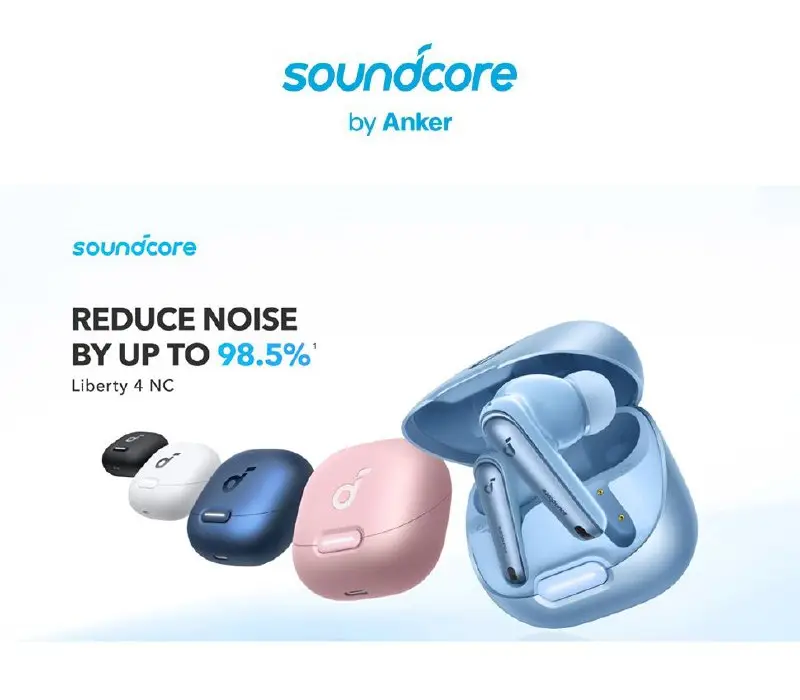 soundcore
by Anker
soundcore
REDUCE NOISE
BY UP TO 98.5%¹
Liberty 4 NC